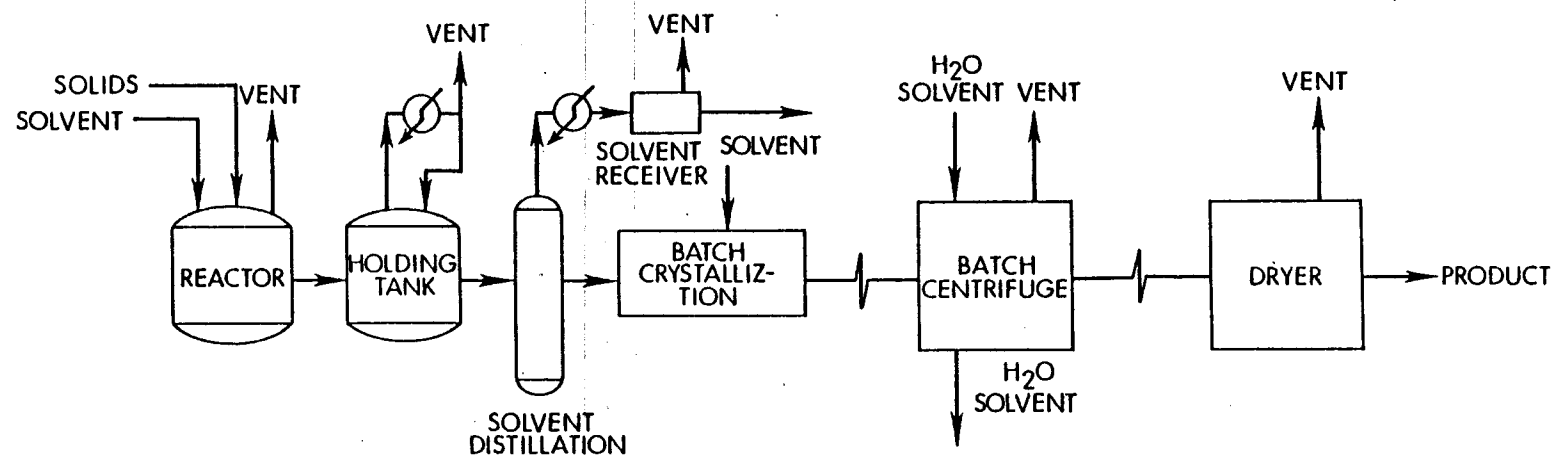 SOLIDS
SOLVENT
VENT
REACTOR
VENT
HOLDING
TANK
SOLVENT
DISTILLATION
VENT
SOLVENT
RECEIVER
SOLVENT
BATCH
CRYSTALLIZ-
TION
H2O
SOLVENT
VENT
BATCH
CENTRIFUGE
H2O
SOLVENT
VENT
DRYER
PRODUCT